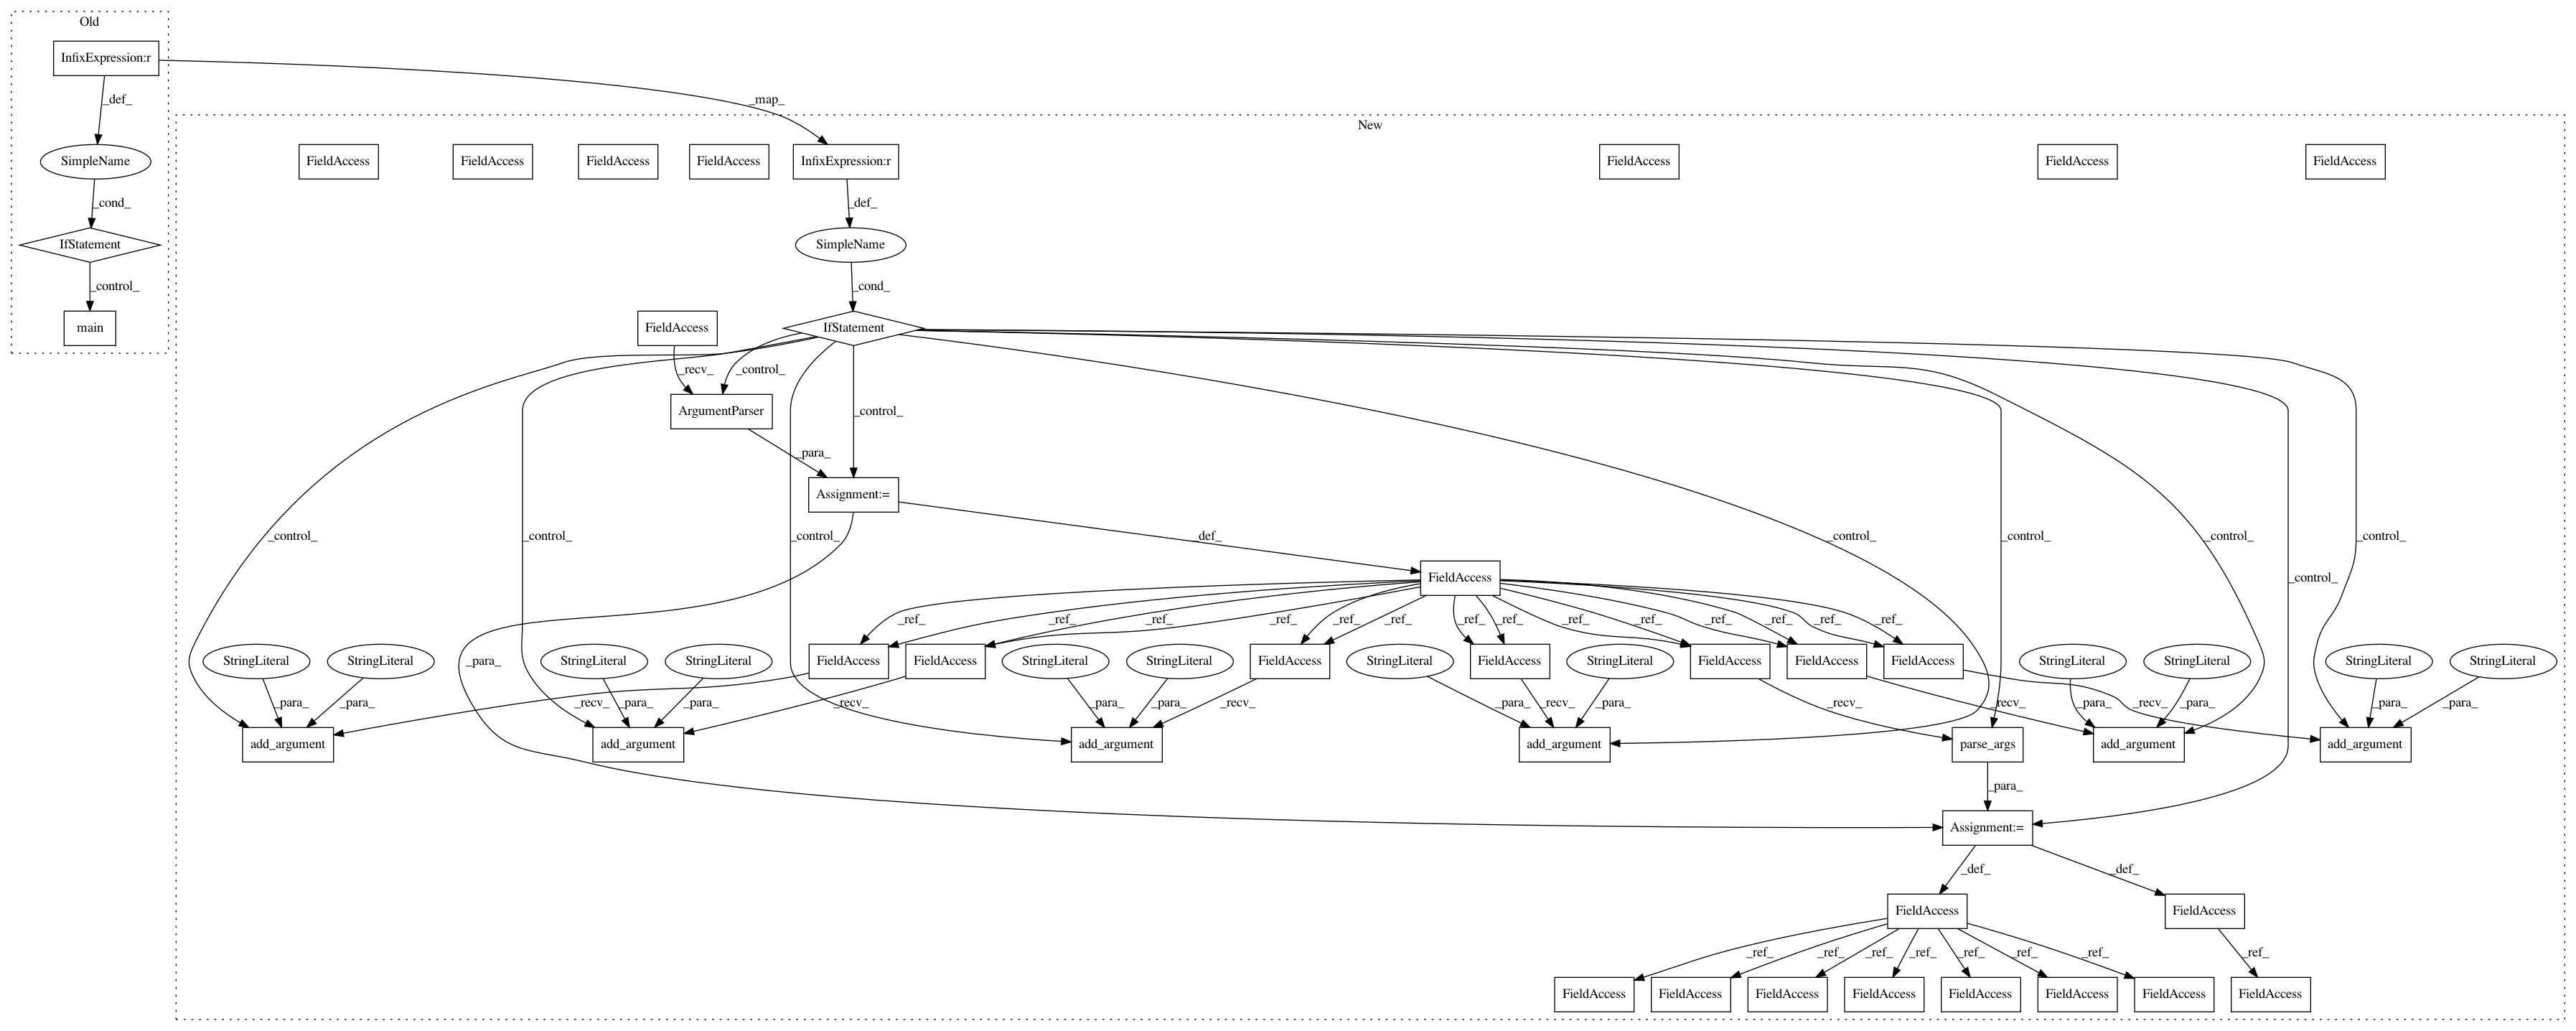 Old
InfixExpression:r
_def_
_map_
New
SimpleName
FieldAccess FieldAccess FieldAccess FieldAccess InfixExpression:r FieldAccess FieldAccess FieldAccess
_cond_ _def_
IfStatement SimpleName
_control_ _cond_
main FieldAccess IfStatement
_recv_ _control_
ArgumentParser _control_
_para_
Assignment:=
_control_ _control_ _control_ _def_ _control_ _control_ _control_ _control_
FieldAccess _control_
_ref_ _ref_ _ref_ _ref_ _ref_ _ref_ _ref_ _ref_ _ref_ _ref_ _ref_ _ref_ _ref_ _ref_
StringLiteral StringLiteral _para_ StringLiteral StringLiteral FieldAccess FieldAccess StringLiteral StringLiteral FieldAccess StringLiteral FieldAccess StringLiteral FieldAccess FieldAccess FieldAccess StringLiteral StringLiteral StringLiteral StringLiteral
_para_ _para_ _recv_ _para_ _para_ _recv_ _para_ _para_ _recv_ _para_ _recv_ _para_ _recv_ _recv_ _para_ _para_ _recv_ _para_ _para_
add_argument add_argument add_argument add_argument parse_args add_argument add_argument
_para_
Assignment:=
_def_ _def_
FieldAccess FieldAccess
_ref_ _ref_ _ref_ _ref_ _ref_ _ref_ _ref_ _ref_
FieldAccess FieldAccess FieldAccess FieldAccess FieldAccess FieldAccess FieldAccess FieldAccess